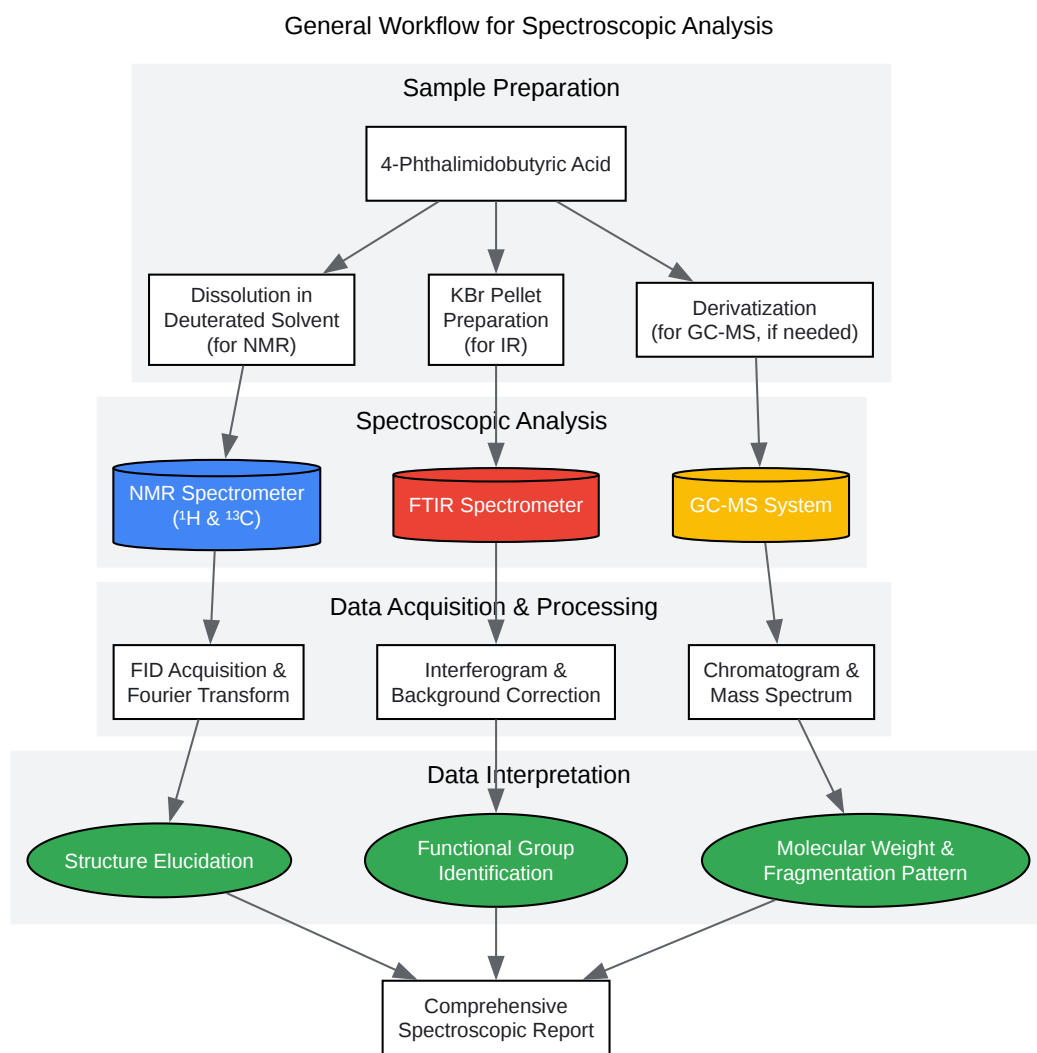 General Workflow for Spectroscopic Analysis
Sample Preparation
4-Phthalimidobutyric Acid
Dissolution in
Deuterated Solvent
(for NMR)
KBr Pellet
Preparation
(for IR)
Derivatization
(for GC-MS, if needed)
Spectroscopic Analysis
NMR Spectrometer
(¹H & ¹³C)
FTIR Spectrometer
GC-MS System
Data Acquisition & Processing
FID Acquisition &
Fourier Transform
Interferogram &
Background Correction
Chromatogram &
Mass Spectrum
Data Interpretation
Structure Elucidation
Functional Group
Identification
Molecular Weight &
Fragmentation Pattern
Comprehensive
Spectroscopic Report